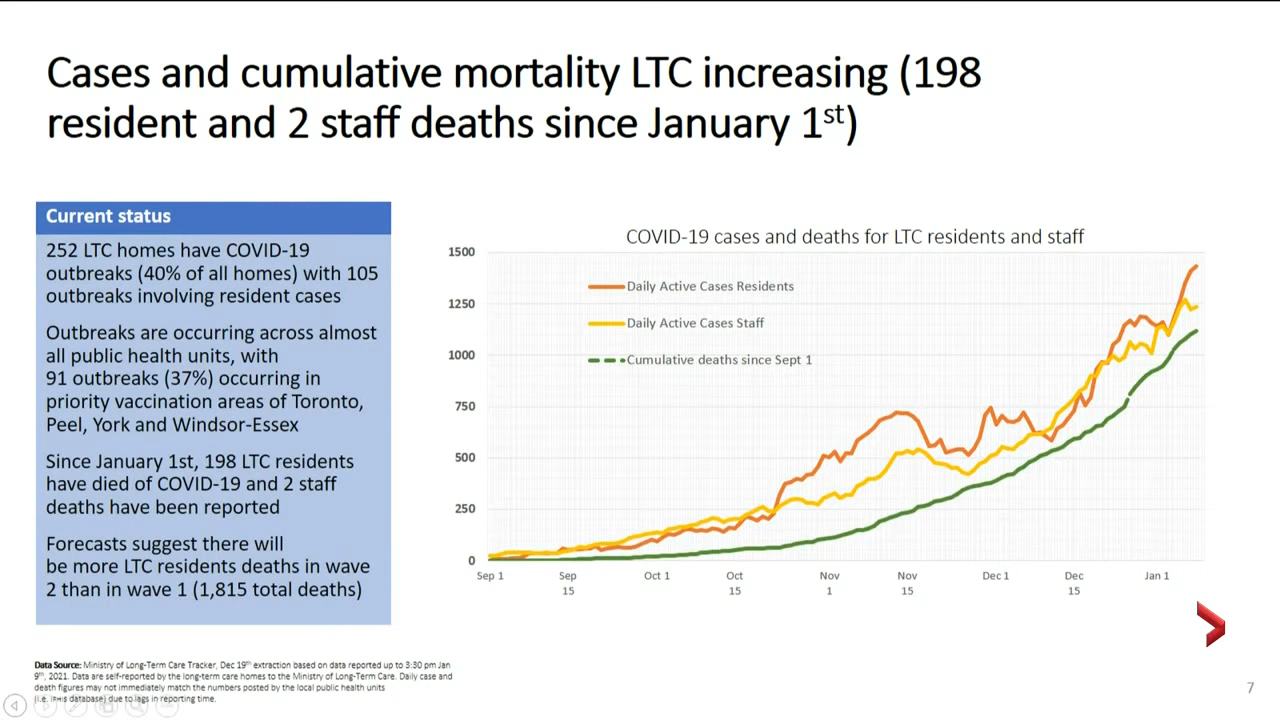 Cases and cumulative mortality LTC increasing (198
resident and 2 staff deaths since January 1st)
Current status
252 LTC homes have COVID-19
outbreaks (40% of all homes) with 105
outbreaks involving resident cases
Outbreaks are occurring across almost
all public health units, with
91 outbreaks (37%) occurring in
priority vaccination areas of Toronto,
Peel, York and Windsor-Essex
Since January 1st, 198 LTC residents
have died of COVID-19 and 2 staff
deaths have been reported
Forecasts suggest there will
be more LTC residents deaths in wave
2 than in wave 1 (1,815 total deaths)
COVID-19 cases and deaths for LTC residents and staff
1500
1250
1000
750
500
250
0
Daily Active Cases Residents
Daily Active Cases Staff
Cumulative deaths since Sept 1
Sep 1
Sep
15
Oct 1
Oct
15
Nov
1
Nov
15
Dec 1
Dec
15
Jan 1
Data Source: Ministry of Long-Term Care Tracker, Dec 19th extraction based on data reported up to 3:30 pm Jan
9th, 2021. Data are self-reported by the long-term care homes to the Ministry of Long-Term Care. Daily case and
death figures may not immediately match the numbers posted by the local public health units
(i.e. database) due to lags in reporting time.
7